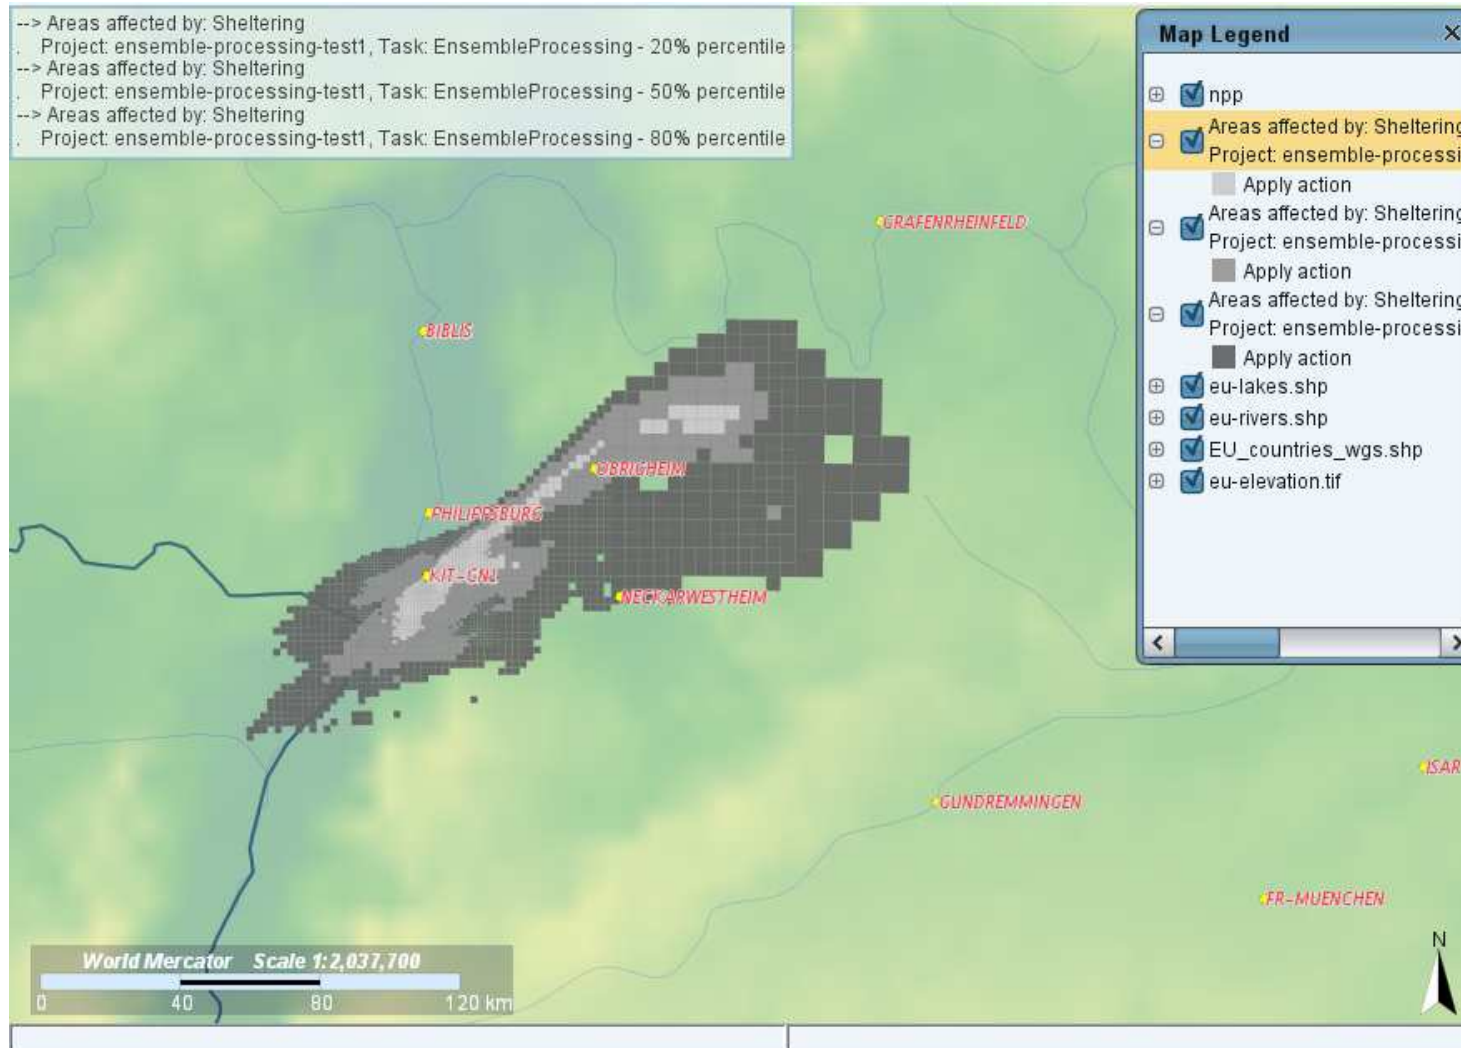 --> Areas affected by: Sheltering
. Project: ensemble-processing-test1, Task: EnsembleProcessing - 20% percentile
--> Areas affected by: Sheltering
. Project: ensemble-processing-test1, Task: EnsembleProcessing - 50% percentile
--> Areas affected by: Sheltering
. Project: ensemble-processing-test1, Task: EnsembleProcessing - 80% percentile
Map Legend
npp
Areas affected by: Sheltering
Project: ensemble-processi
Apply action
Areas affected by: Sheltering
Project: ensemble-processi
Apply action
Areas affected by: Sheltering
Project: ensemble-processi
Apply action
eu-lakes.shp
eu-rivers.shp
EU_countries_wgs.shp
eu-elevation.tif
GRAFENRHEINFELD
BIBLIS
OBRIGHEIM
PHILIPPSBURG
KIT-CN1
NECKARWESTHEIM
ISAR
GUNDREMMINGEN
FR-MUENCHEN
World Mercator Scale 1:2,037,700
0 40 80 120 km
N